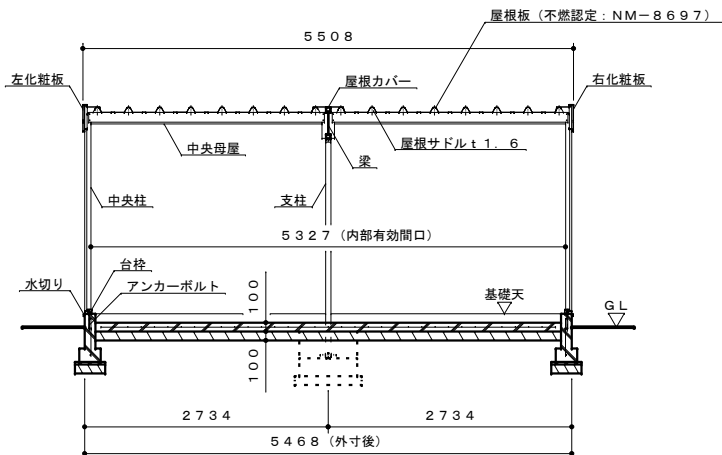 屋根板（不燃認定：ＮＭ－８６９７）
５５０８
左化粧板
屋根カバー
右化粧板
中央母屋
屋根サドルｔ１．６
梁
中央柱
支柱
５３２７（内部有効間口）
台枠
水切り
アンカーボルト
１００
基礎天
ＧＬ
１００
２７３４
２７３４
５４６８（外寸後）